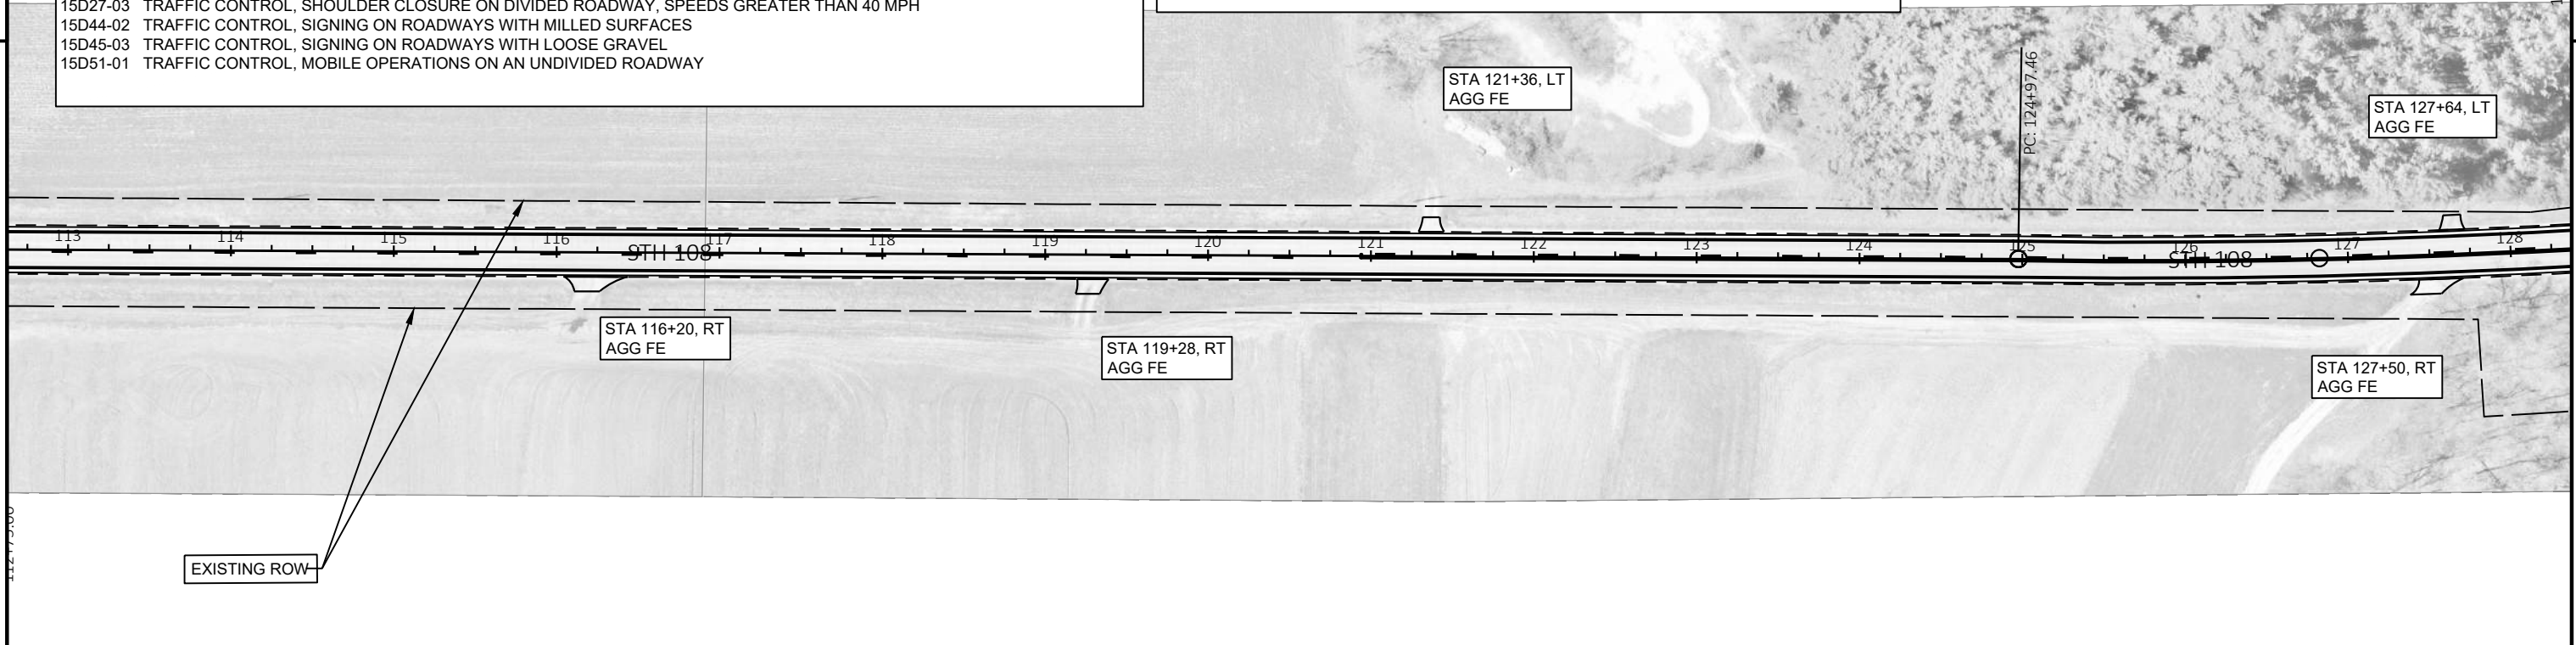 15D27-03 TRAFFIC CONTROL, SHOULDER CLOSURE ON DIVIDED ROADWAY, SPEEDS GREATER THAN 40 MPH
15D44-02 TRAFFIC CONTROL, SIGNING ON ROADWAYS WITH MILLED SURFACES
15D45-03 TRAFFIC CONTROL, SIGNING ON ROADWAYS WITH LOOSE GRAVEL
15D51-01 TRAFFIC CONTROL, MOBILE OPERATIONS ON AN UNDIVIDED ROADWAY
STA 121+36, LT
AGG FE
PC: 124+97.46
STA 127+64, LT
AGG FE
113 114 115 116 117 118 119 120 121 122 123 124 125 126 127 128
STH 108
STH 108
STA 116+20, RT
AGG FE
STA 119+28, RT
AGG FE
STA 127+50, RT
AGG FE
EXISTING ROW